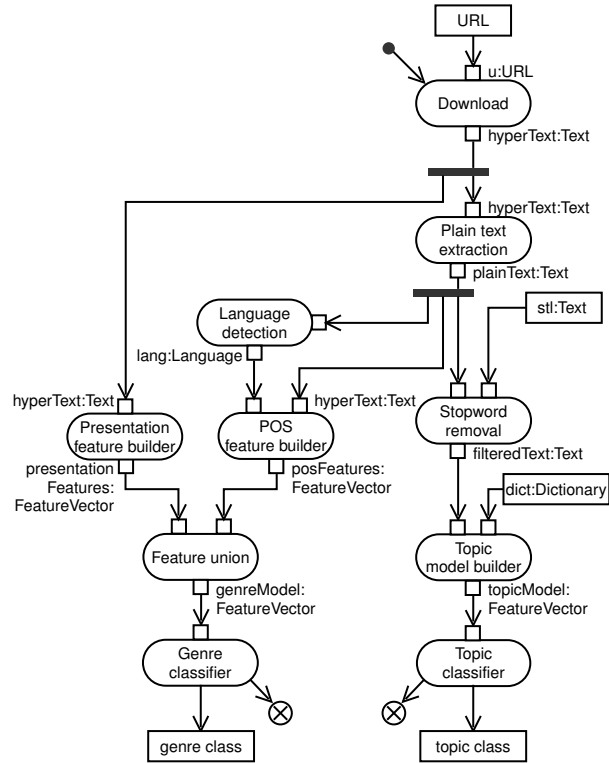 URL
u:URL
Download
hyperText:Text
hyperText:Text
Plain text
extraction
plainText:Text
stl:Text
Language
detection
lang:Language
hyperText:Text
hyperText:Text
Presentation
feature builder
POS
feature builder
Stopword
removal
presentation
Features:
FeatureVector
posFeatures:
FeatureVector
filteredText:Text
dict:Dictionary
Feature union
Topic
model builder
genreModel:
FeatureVector
topicModel:
FeatureVector
Genre
classifier
Topic
classifier
genre class
topic class